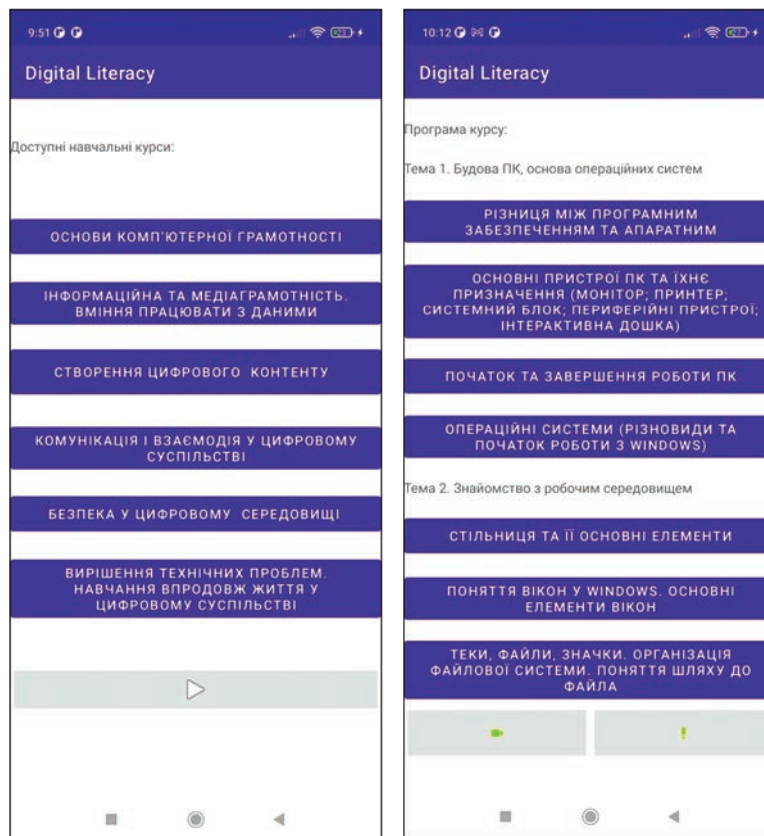 9:51
Digital Literacy
Доступні навчальні курси:
ОСНОВИ КОМП'ЮТЕРНОЇ ГРАМОТНОСТІ
ІНФОРМАЦІЙНА ТА МЕДІАГРАМОТНІСТЬ.
ВМІННЯ ПРАЦЮВАТИ З ДАНИМИ
СТВОРЕННЯ ЦИФРОВОГО КОНТЕНТУ
КОМУНІКАЦІЯ І ВЗАЄМОДІЯ У ЦИФРОВОМУ
СУСПІЛЬСТВІ
БЕЗПЕКА У ЦИФРОВОМУ СЕРЕДОВИЩІ
ВИРІШЕННЯ ТЕХНІЧНИХ ПРОБЛЕМ.
НАВЧАННЯ ВПРОДОВЖ ЖИТТЯ У
ЦИФРОВОМУ СУСПІЛЬСТВІ
10:12
Digital Literacy
Програма курсу:
Тема 1. Будова ПК, основа операційних систем
РІЗНИЦЯ МІЖ ПРОГРАМНИМ
ЗАБЕЗПЕЧЕННЯМ ТА АПАРАТНИМ
ОСНОВНІ ПРИСТРОЇ ПК ТА ЇХНЄ
ПРИЗНАЧЕННЯ (МОНІТОР; ПРИНТЕР;
СИСТЕМНИЙ БЛОК; ПЕРИФЕРІЙНІ ПРИСТРОЇ;
ІНТЕРАКТИВНА ДОШКА)
ПОЧАТОК ТА ЗАВЕРШЕННЯ РОБОТИ ПК
ОПЕРАЦІЙНІ СИСТЕМИ (РІЗНОВИДИ ТА
ПОЧАТОК РОБОТИ З WINDOWS)
Тема 2. Знайомство з робочим середовищем
СТІЛЬНИЦЯ ТА ЇЇ ОСНОВНІ ЕЛЕМЕНТИ
ПОНЯТТЯ ВІКОН У WINDOWS. ОСНОВНІ
ЕЛЕМЕНТИ ВІКОН
ТЕКИ, ФАЙЛИ, ЗНАЧКИ. ОРГАНІЗАЦІЯ
ФАЙЛОВОЇ СИСТЕМИ. ПОНЯТТЯ ШЛЯХУ ДО
ФАЙЛА